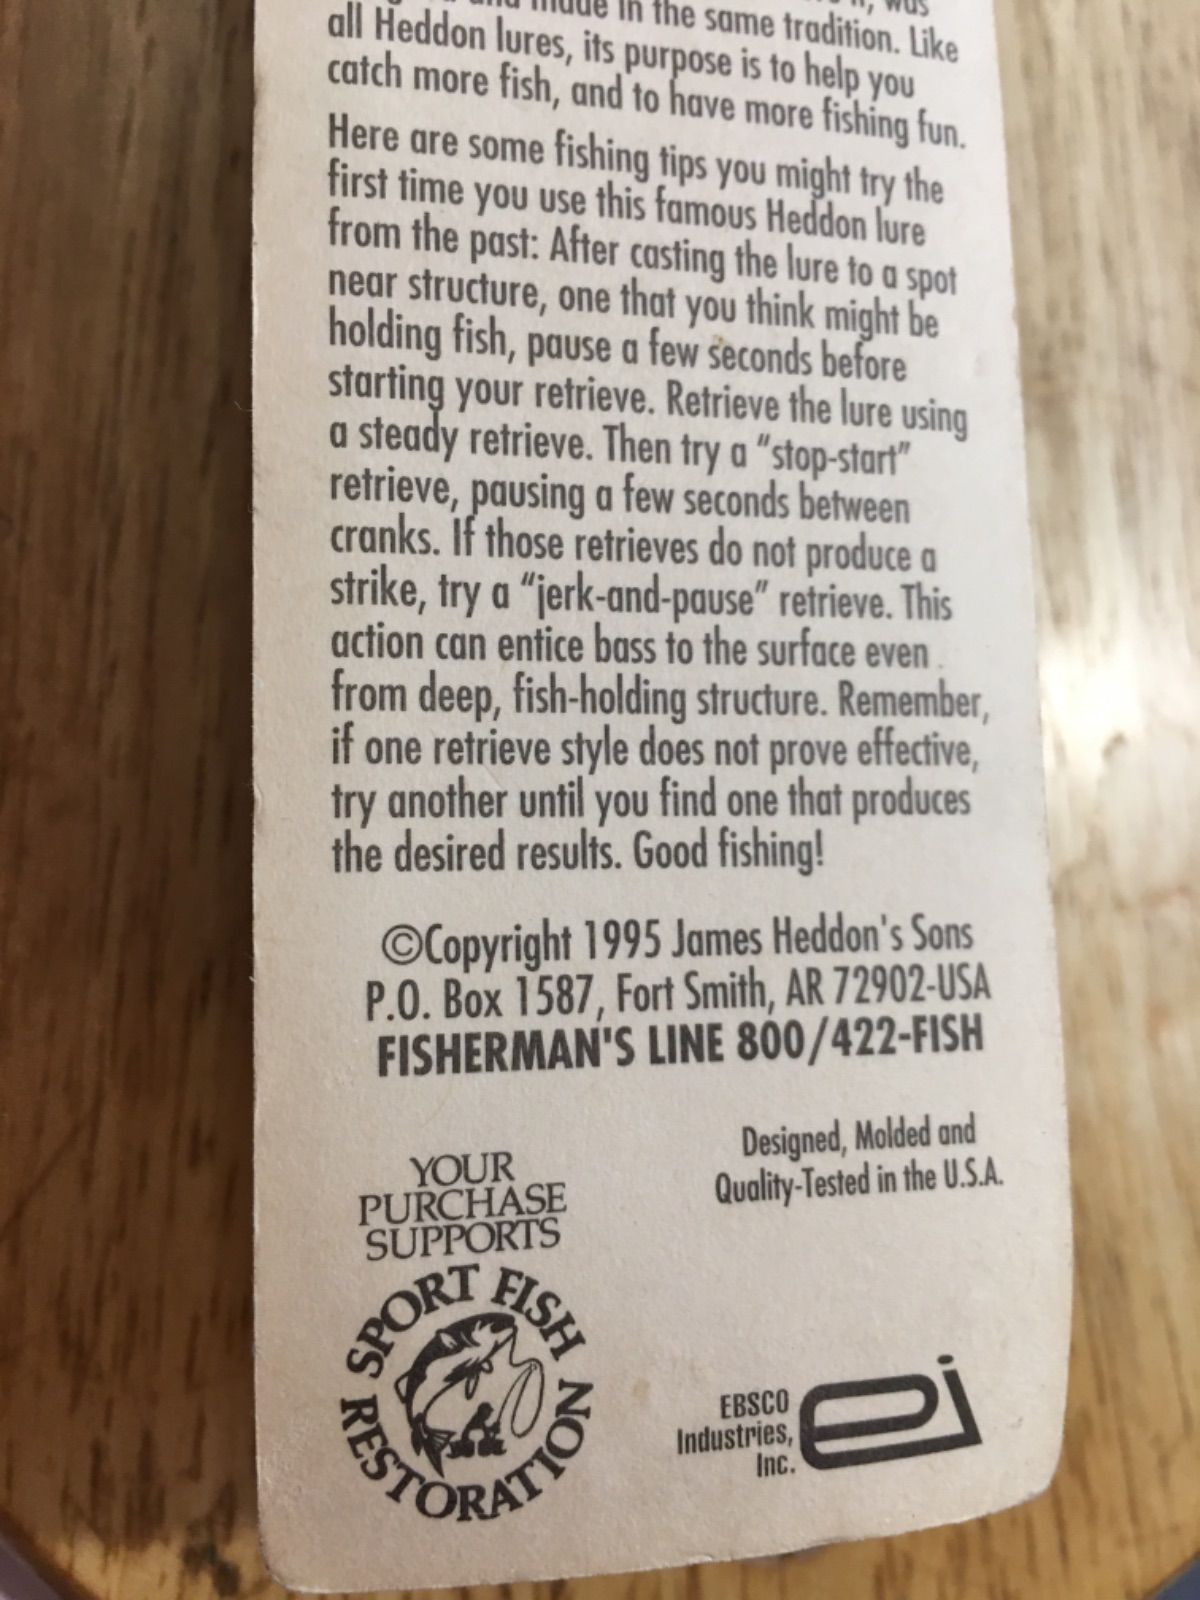 made in the same tradition. Like
all Heddon lures, its purpose is to help you
catch more fish, and to have more fishing fun.
Here are some fishing tips you might try the
first time you use this famous Heddon lure
from the past: After casting the lure to a spot
near structure, one that you think might be
holding fish, pause a few seconds before
starting your retrieve. Retrieve the lure using
a steady retrieve. Then try a “stop-start”
retrieve, pausing a few seconds between
cranks. If those retrieves do not produce a
strike, try a “jerk-and-pause” retrieve. This
action can entice bass to the surface even
from deep, fish-holding structure. Remember,
if one retrieve style does not prove effective,
try another until you find one that produces
the desired results. Good fishing!
©Copyright 1995 James Heddon's Sons
P.O. Box 1587, Fort Smith, AR 72902-USA
FISHERMAN'S LINE 800/422-FISH
Designed, Molded and
Quality-Tested in the U.S.A.
YOUR
PURCHASE
SUPPORTS
SPORT FISH
RESTORATION
EBSCO
Industries,
Inc.
ei